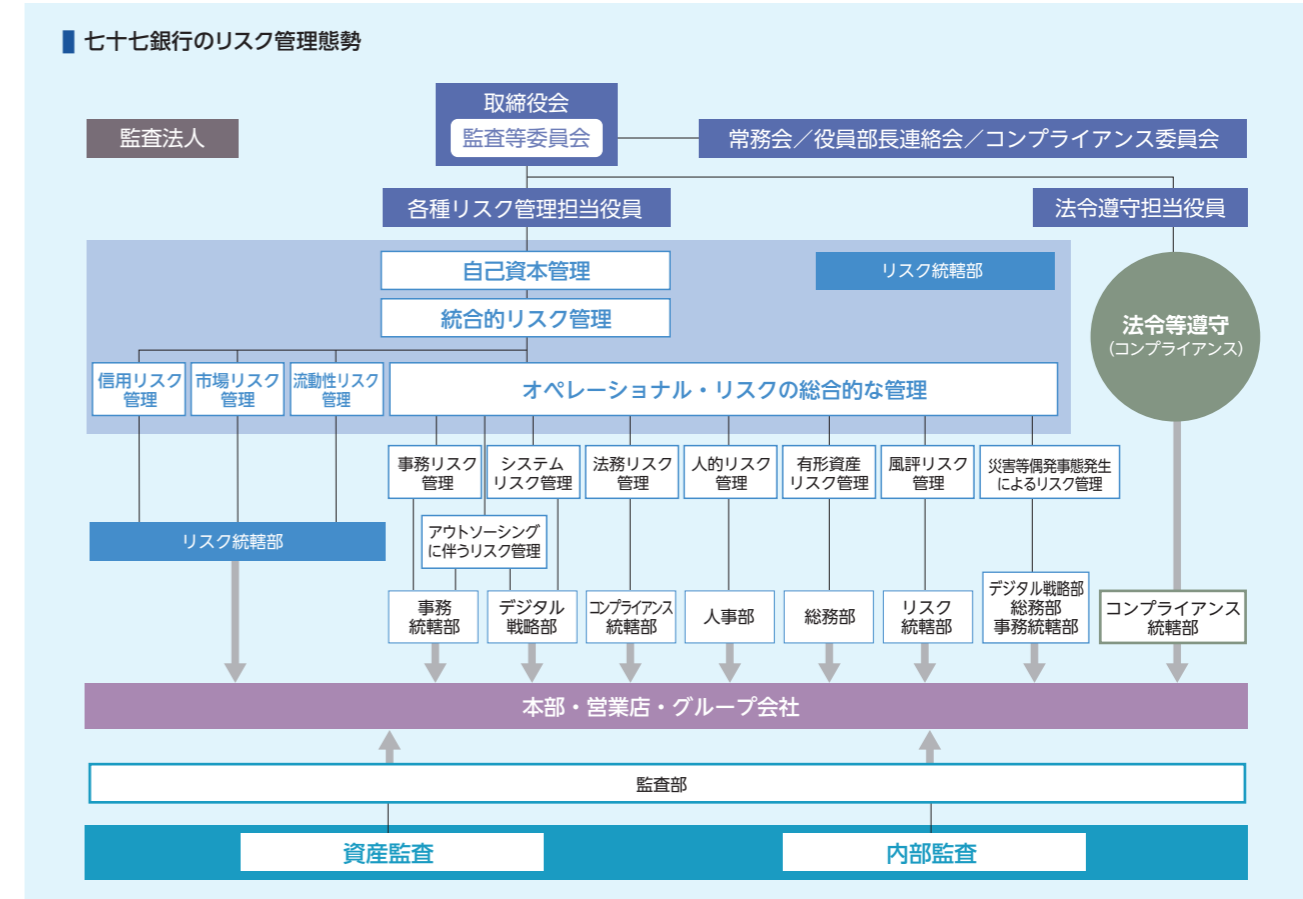 七十七銀行のリスク管理態勢
取締役会
監査等委員会
監査法人
常務会／役員部長連絡会／コンプライアンス委員会
各種リスク管理担当役員
法令遵守担当役員
自己資本管理
リスク統轄部
統合的リスク管理
法令等遵守
(コンプライアンス)
信用リスク
管理
市場リスク
管理
流動性リスク
管理
オペレーショナル・リスクの総合的な管理
事務リスク
管理
システム
リスク管理
法務リスク
管理
人的リスク
管理
有形資産
リスク管理
風評リスク
管理
災害等偶発事態発生
によるリスク管理
アウトソーシング
に伴うリスク管理
リスク統轄部
事務
統轄部
デジタル
戦略部
コンプライアンス
統轄部
人事部
総務部
リスク
統轄部
デジタル戦略部
総務部
事務統轄部
コンプライアンス
統轄部
本部・営業店・グループ会社
監査部
資産監査
内部監査